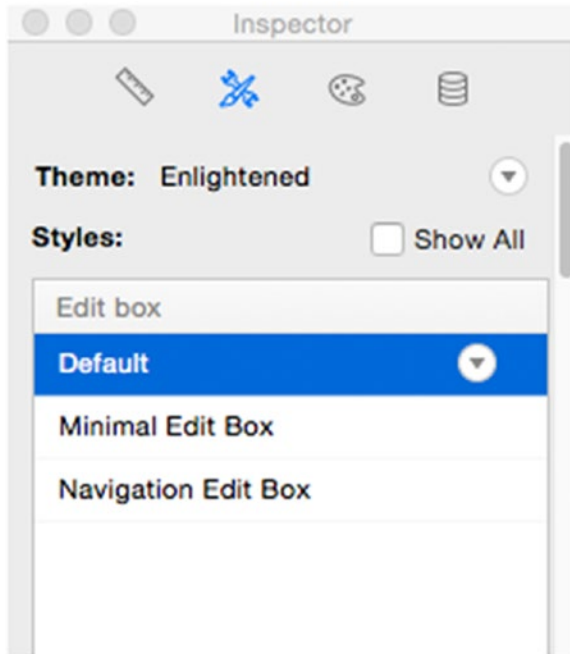 Inspector
Theme: Enlightened
Styles: Show All
Edit box
Default
Minimal Edit Box
Navigation Edit Box